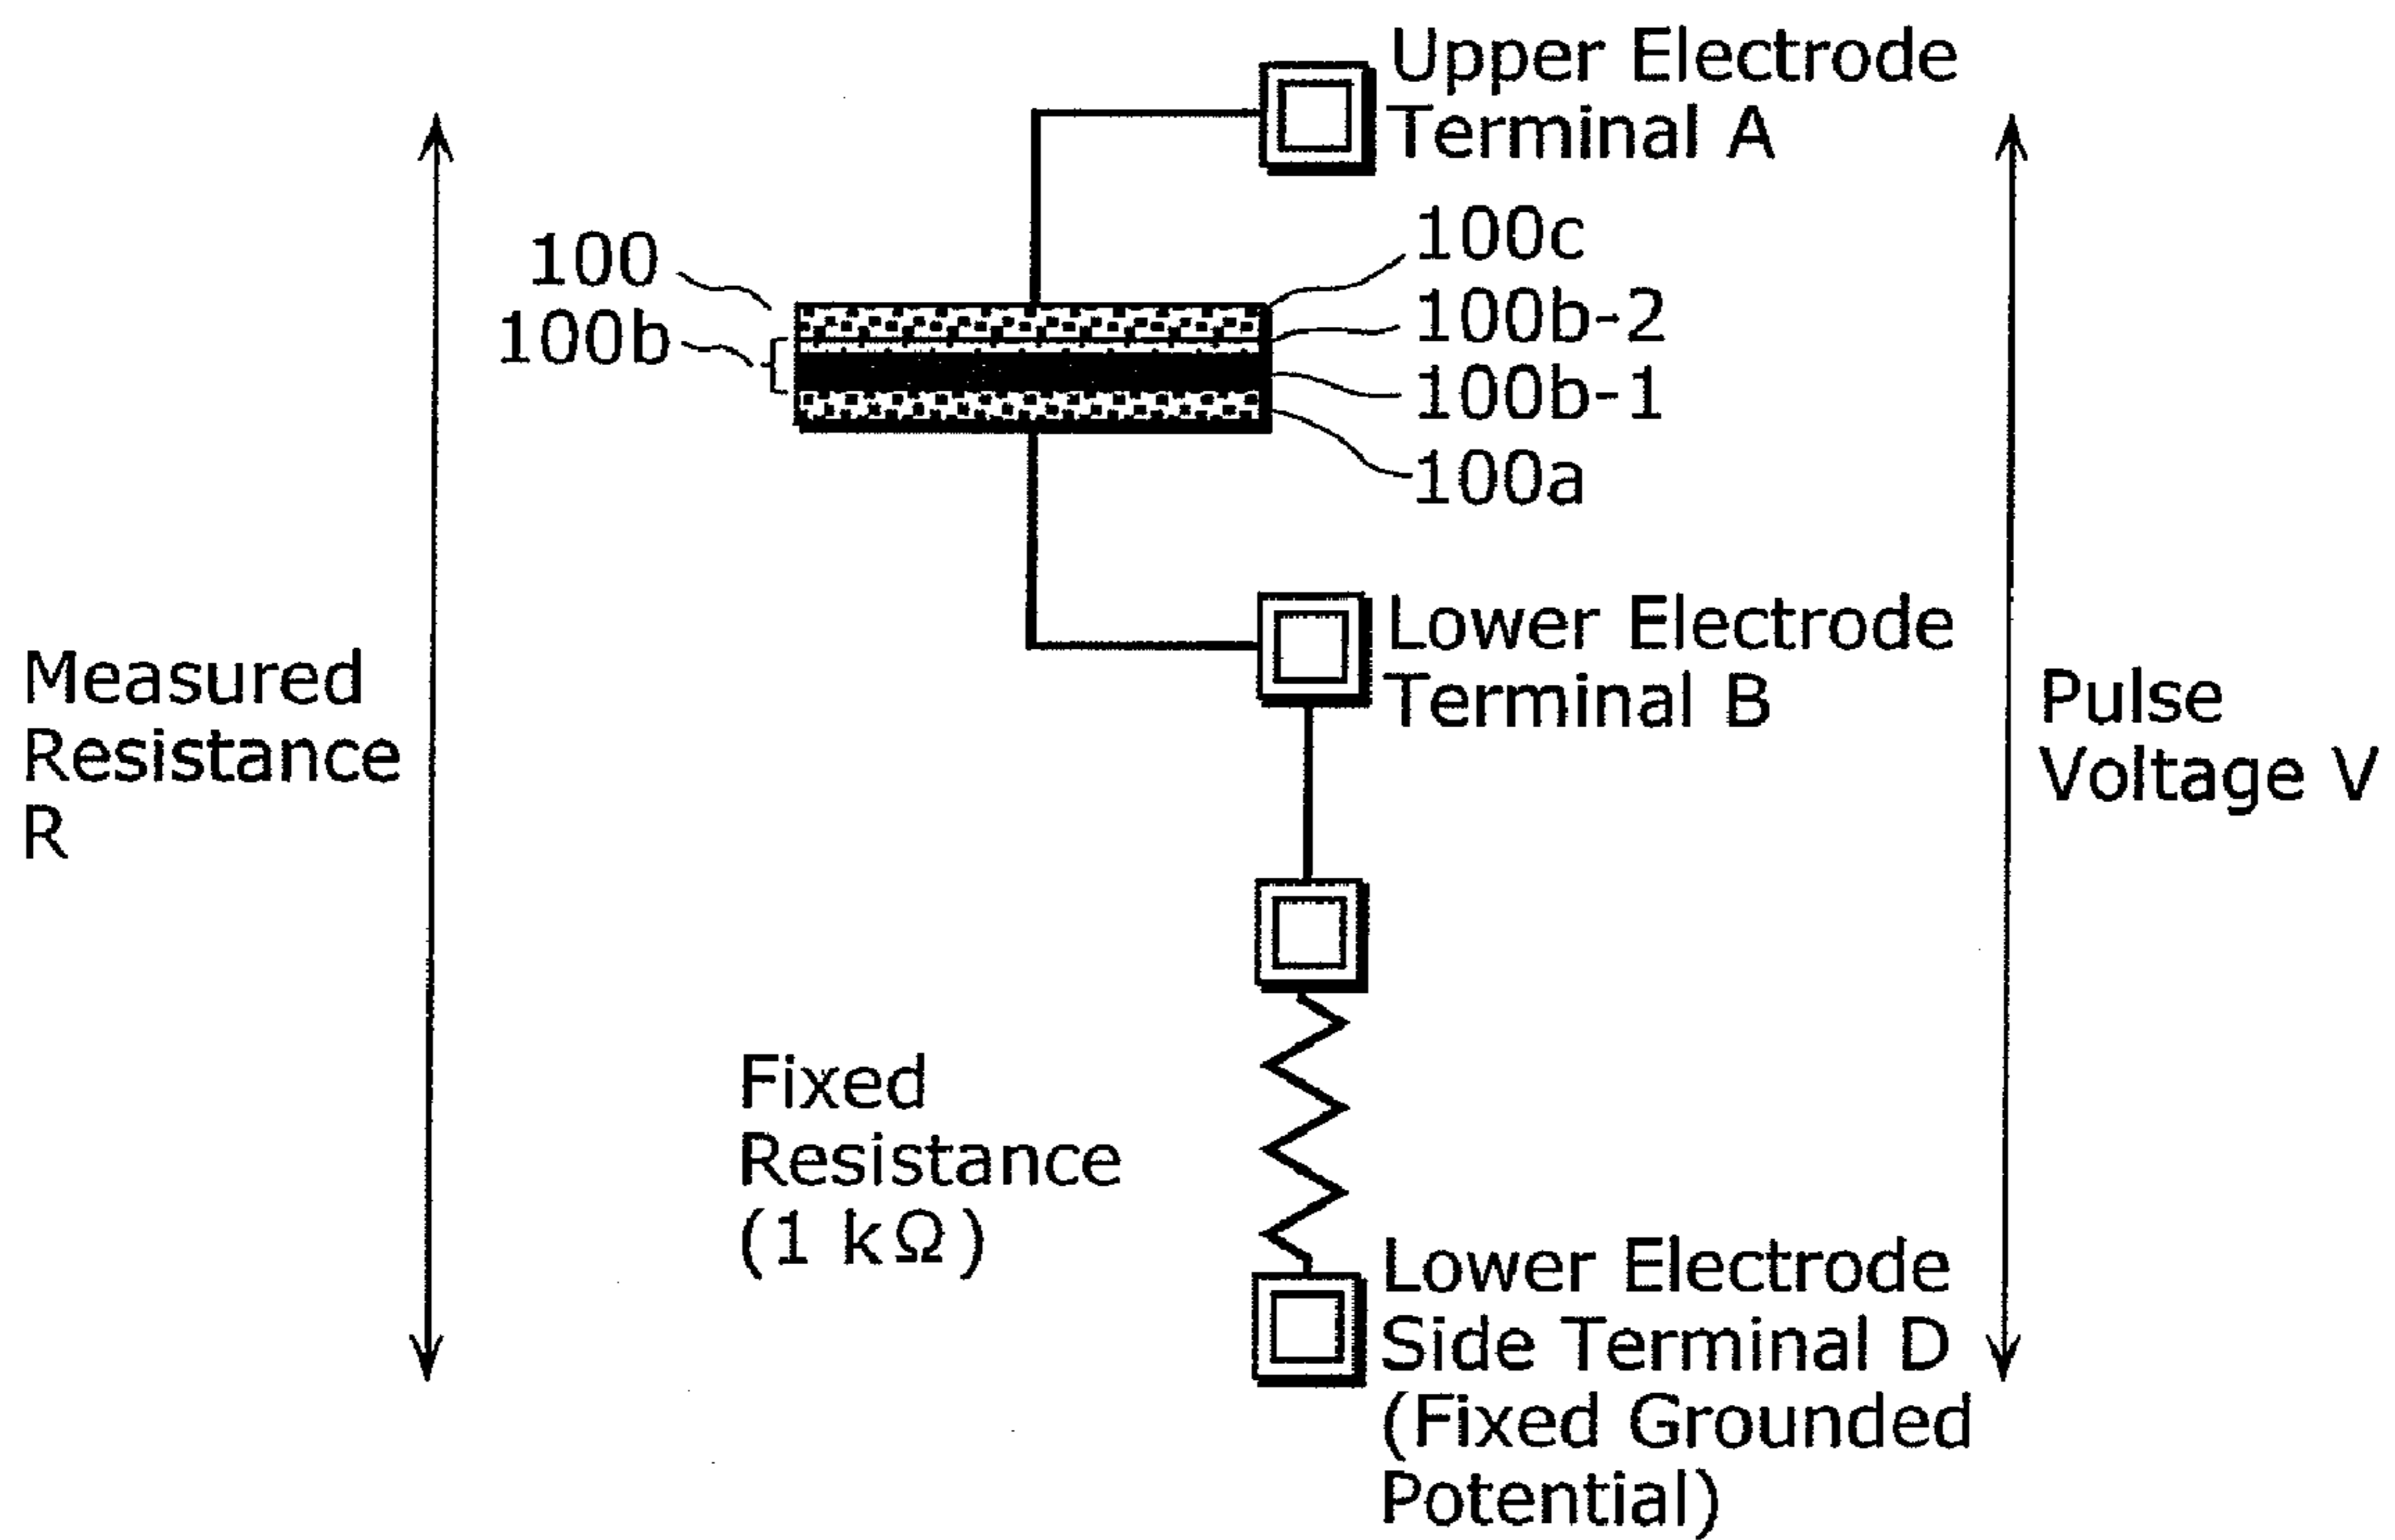 Upper Electrode
Terminal A
100
100c
100b
100b-2
100b-1
100a
Lower Electrode
Terminal B
Measured
Resistance
R
Pulse
Voltage V
Fixed
Resistance
(1 kΩ)
Lower Electrode
Side Terminal D
(Fixed Grounded
Potential)